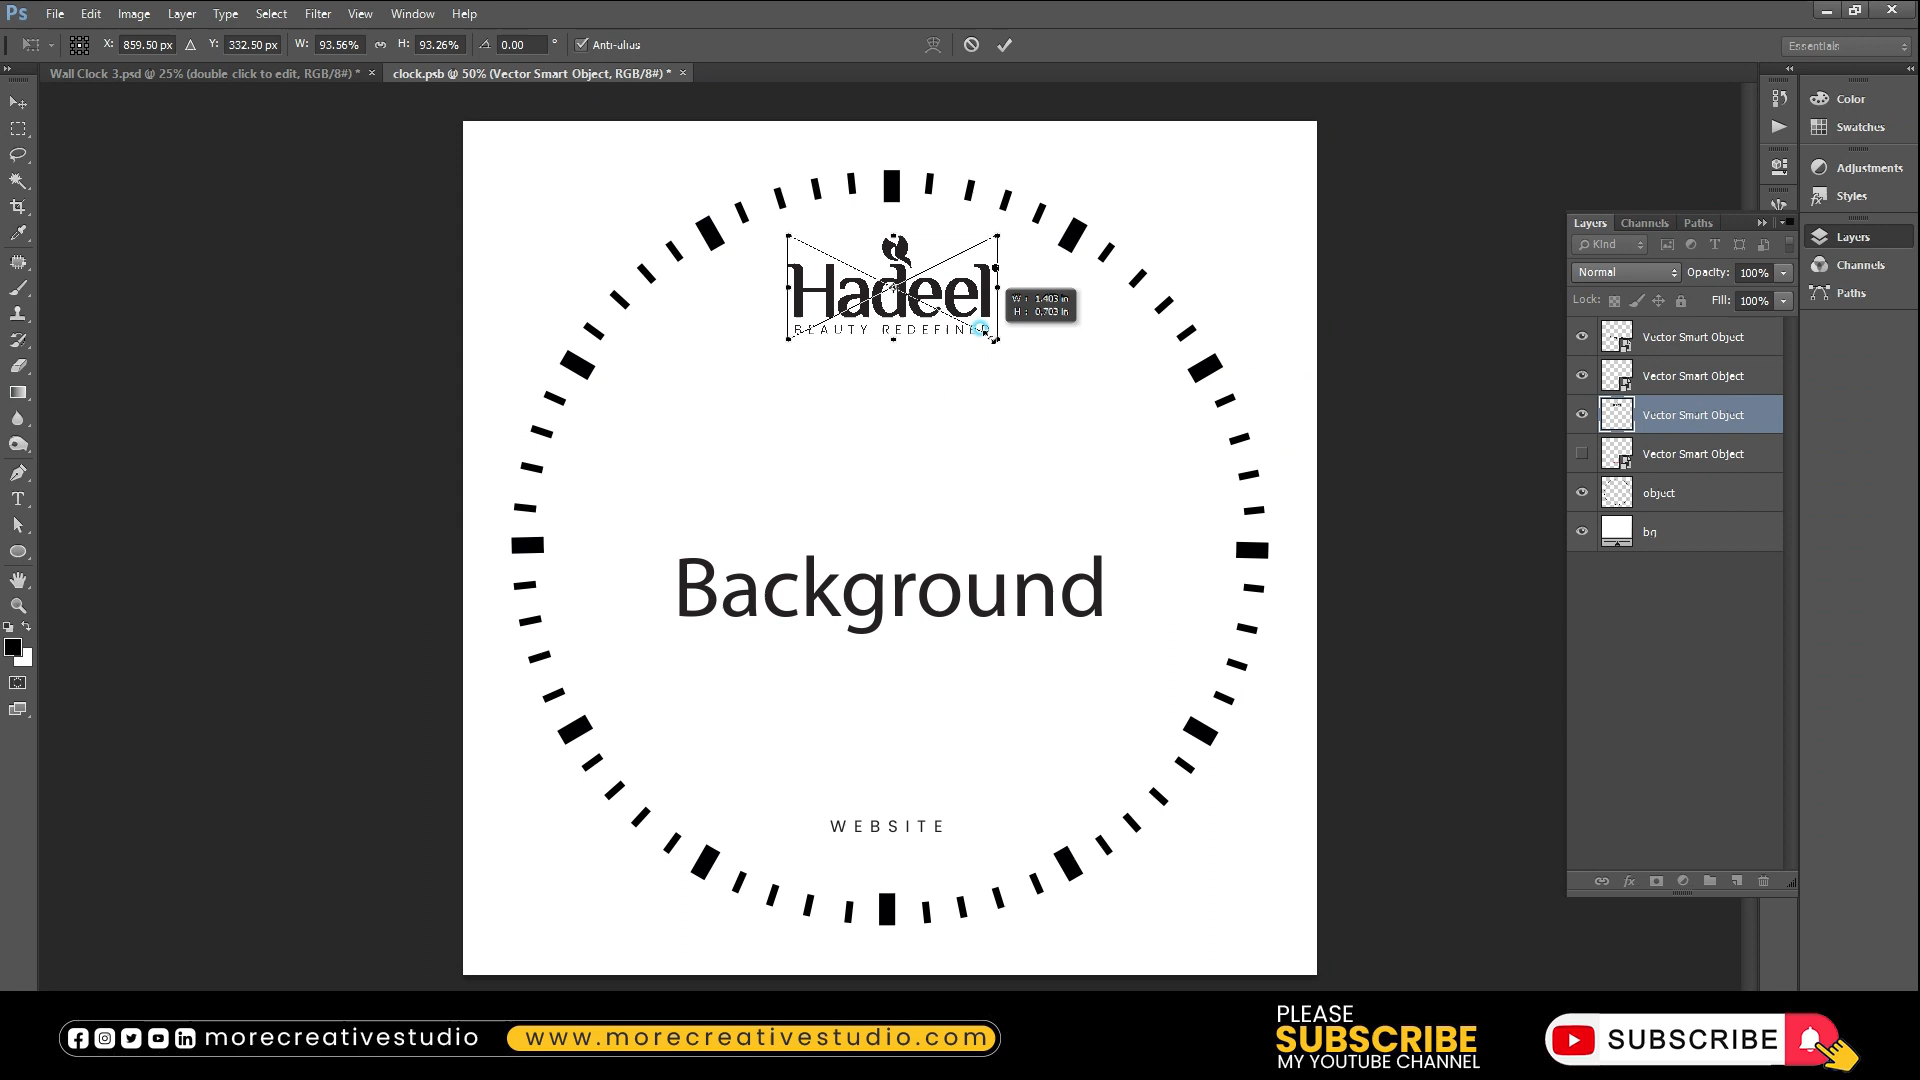 Ps File Edit Image Layer Type Select Filter View Window Help
X: 859.50 px Y: 332.50 px W: 93.56% H: 93.26% 0.00 ° Anti-alias Essentials
Wall Clock 3.psd @ 25% (double click to edit, RGB/8#) * × clock.psb @ 50% (Vector Smart Object, RGB/8#) * ×
Color
Swatches
Adjustments
Styles
Layers
Channels
Paths
Layers Channels Paths
Kind
Normal Opacity: 100%
Lock: Fill: 100%
Vector Smart Object
Vector Smart Object
Vector Smart Object
Vector Smart Object
object
bg
Hadeel
BEAUTY REDEFINED
W : 1.403 in
H : 0.703 in
Background
WEBSITE
morecreativestudio
www.morecreativestudio.com
PLEASE
SUBSCRIBE
MY YOUTUBE CHANNEL
SUBSCRIBE